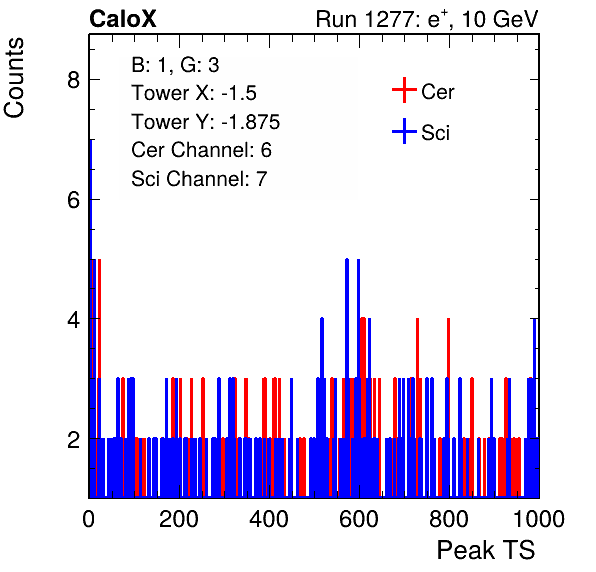 CaloX Run 1277: e+, 10 GeV
Counts
B: 1, G: 3
Tower X: -1.5
Tower Y: -1.875
Cer Channel: 6
Sci Channel: 7
Cer
Sci
8
6
4
2
0 200 400 600 800 1000
Peak TS